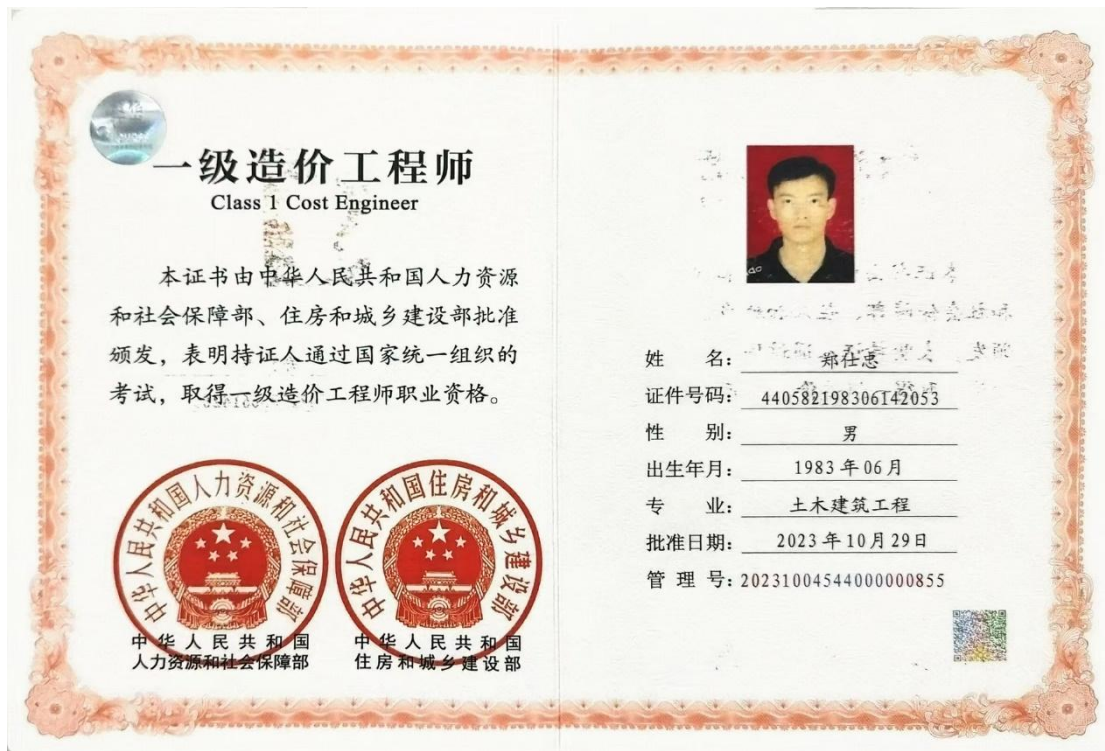 一级造价工程师
Class 1 Cost Engineer
本证书由中华人民共和国人力资源
和社会保障部、住房和城乡建设部批准
颁发，表明持证人通过国家统一组织的
考试，取得一级造价工程师职业资格。
中华人民共和国人力资源和社会保障部
中华人民共和国
人力资源和社会保障部
中华人民共和国住房和城乡建设部
中华人民共和国
住房和城乡建设部
姓 名： 郑仕忠
证件号码： 440582198306142053
性 别： 男
出生年月： 1983年06月
专 业： 土木建筑工程
批准日期： 2023年10月29日
管 理 号： 20231004544000000855